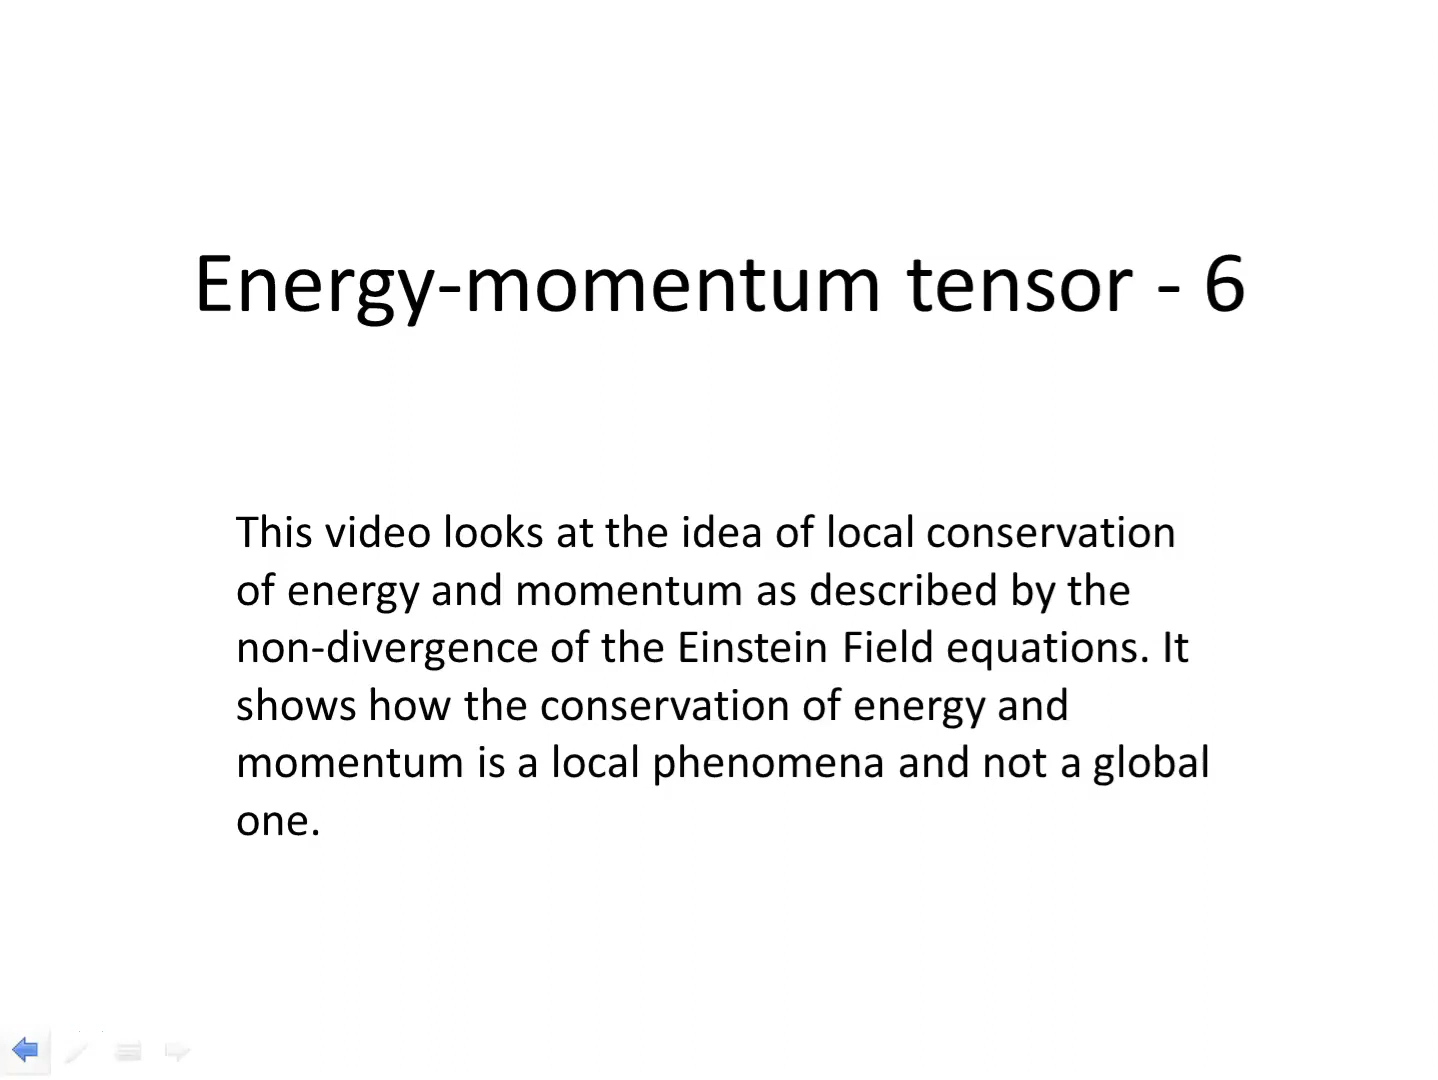 Energy-momentum tensor - 6
This video looks at the idea of local conservation
of energy and momentum as described by the
non-divergence of the Einstein Field equations. It
shows how the conservation of energy and
momentum is a local phenomena and not a global
one.